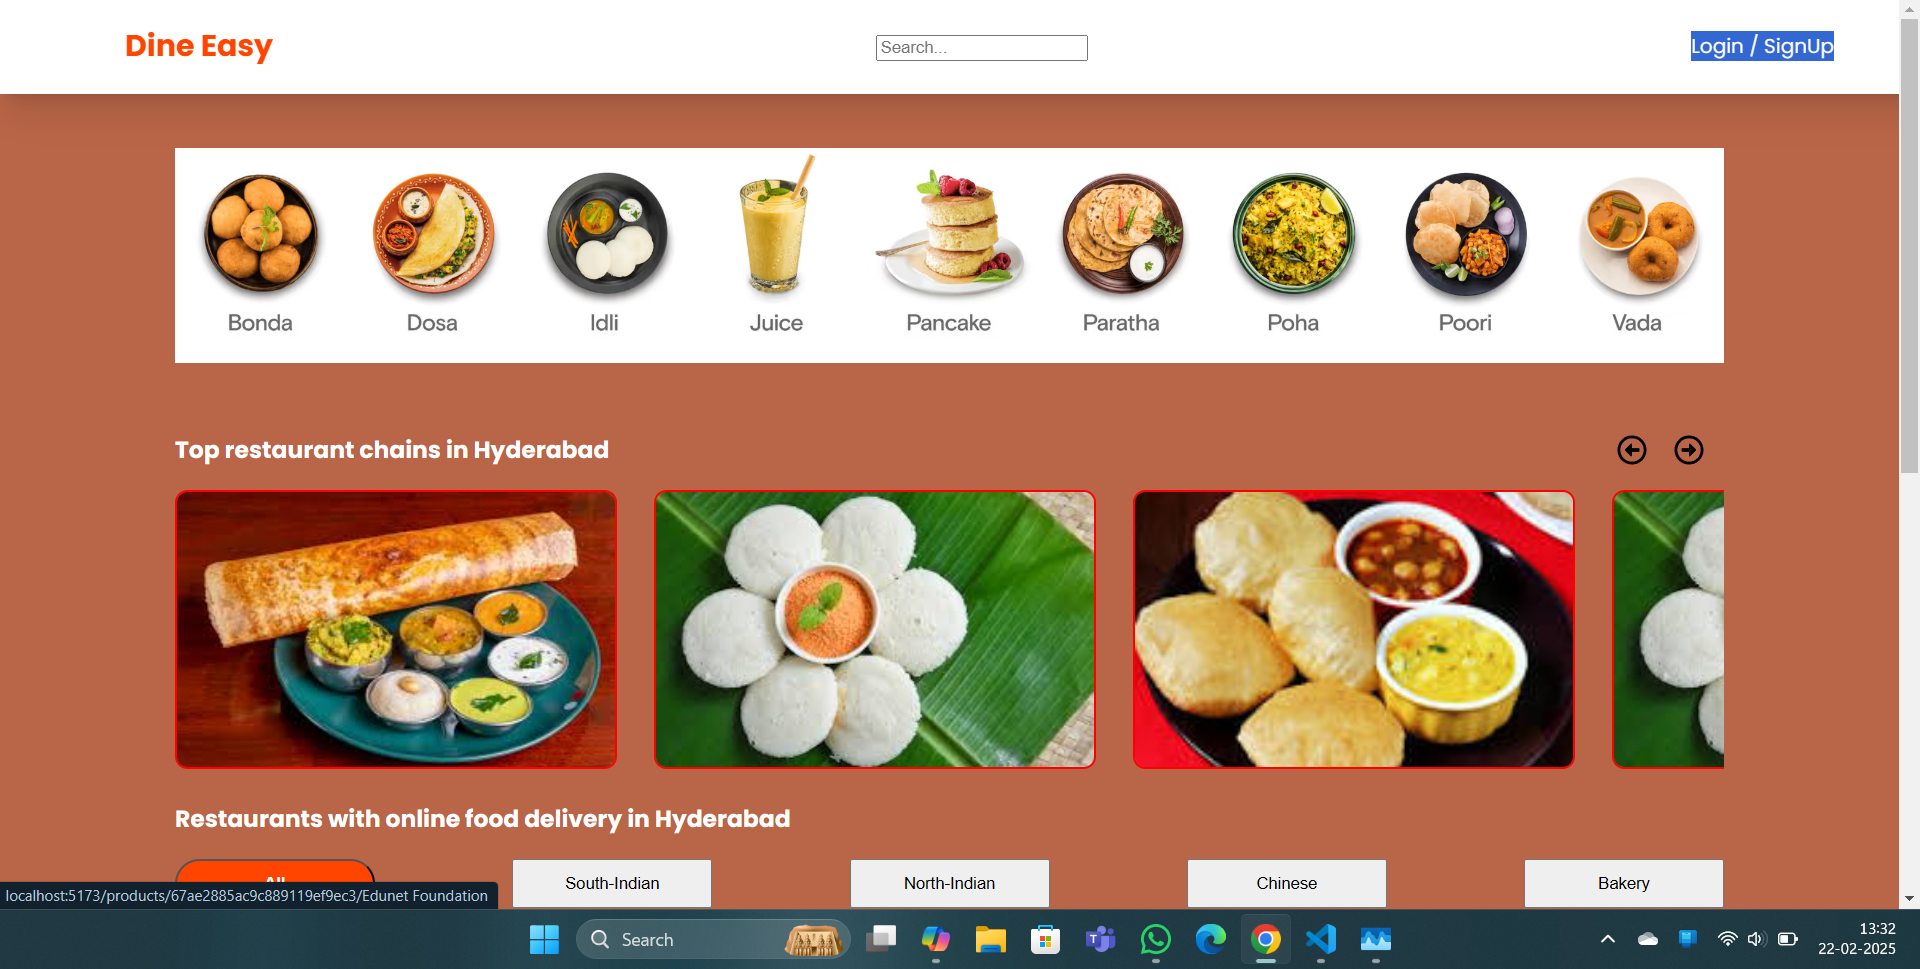 Dine Easy
Search...
Login / SignUp
Bonda
Dosa
Idli
Juice
Pancake
Paratha
Poha
Poori
Vada
Top restaurant chains in Hyderabad
Restaurants with online food delivery in Hyderabad
All
South-Indian
North-Indian
Chinese
Bakery
localhost:5173/products/67ae2885ac9c889119ef9ec3/Edunet Foundation
Search
13:32
22-02-2025